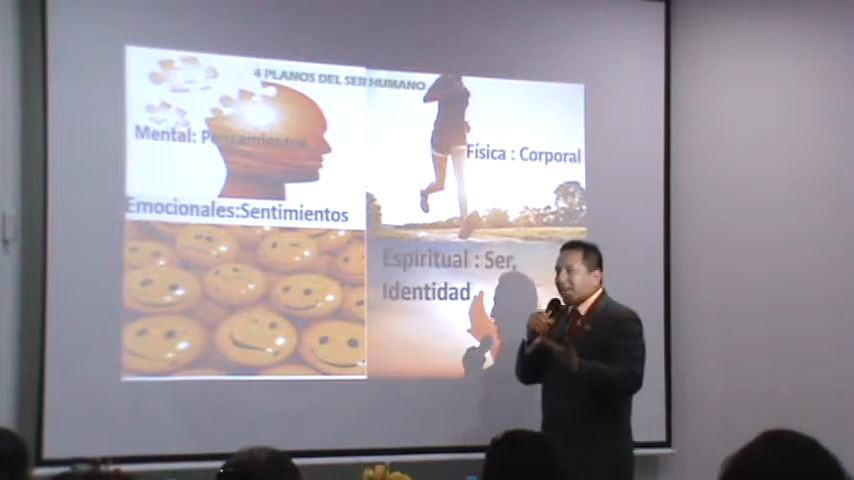 4 PLANOS DEL SER HUMANO
Mental: Pensamientos
Física : Corporal
Emocionales:Sentimientos
Espiritual : Ser,
Identidad